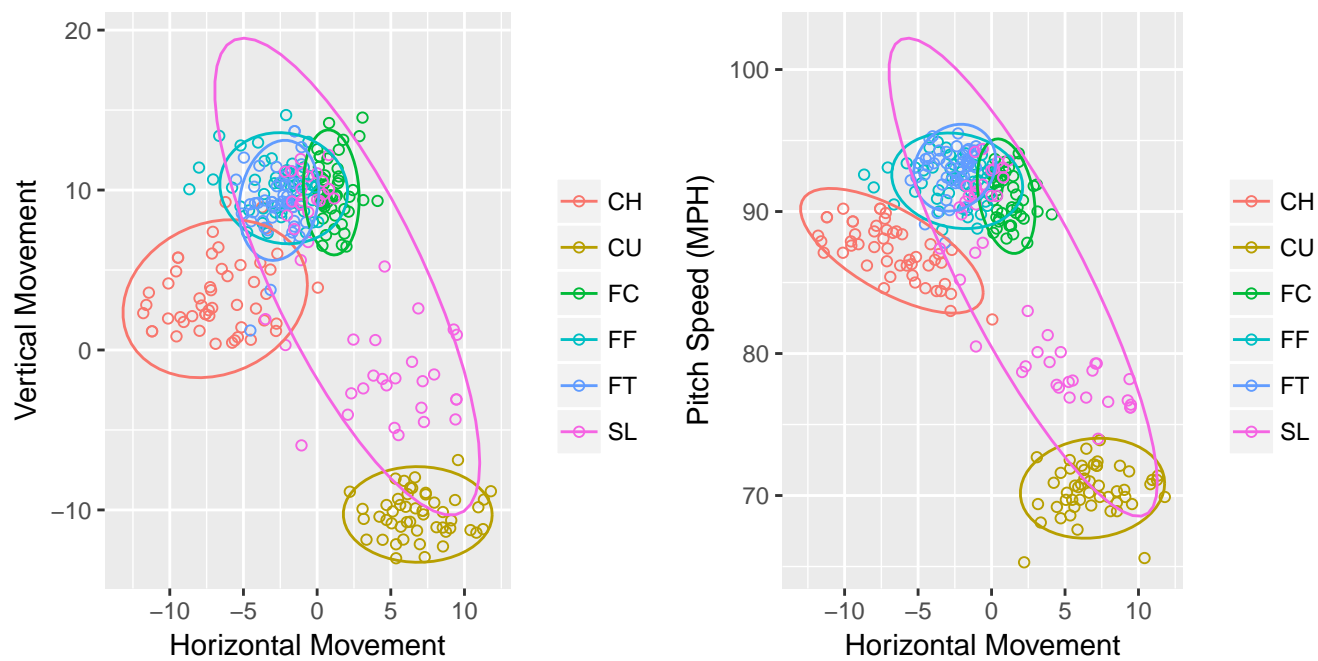 Vertical Movement
20
10
0
−10
−10 −5 0 5 10
Horizontal Movement
CH
CU
FC
FF
FT
SL
Pitch Speed (MPH)
100
90
80
70
−10 −5 0 5 10
Horizontal Movement
CH
CU
FC
FF
FT
SL